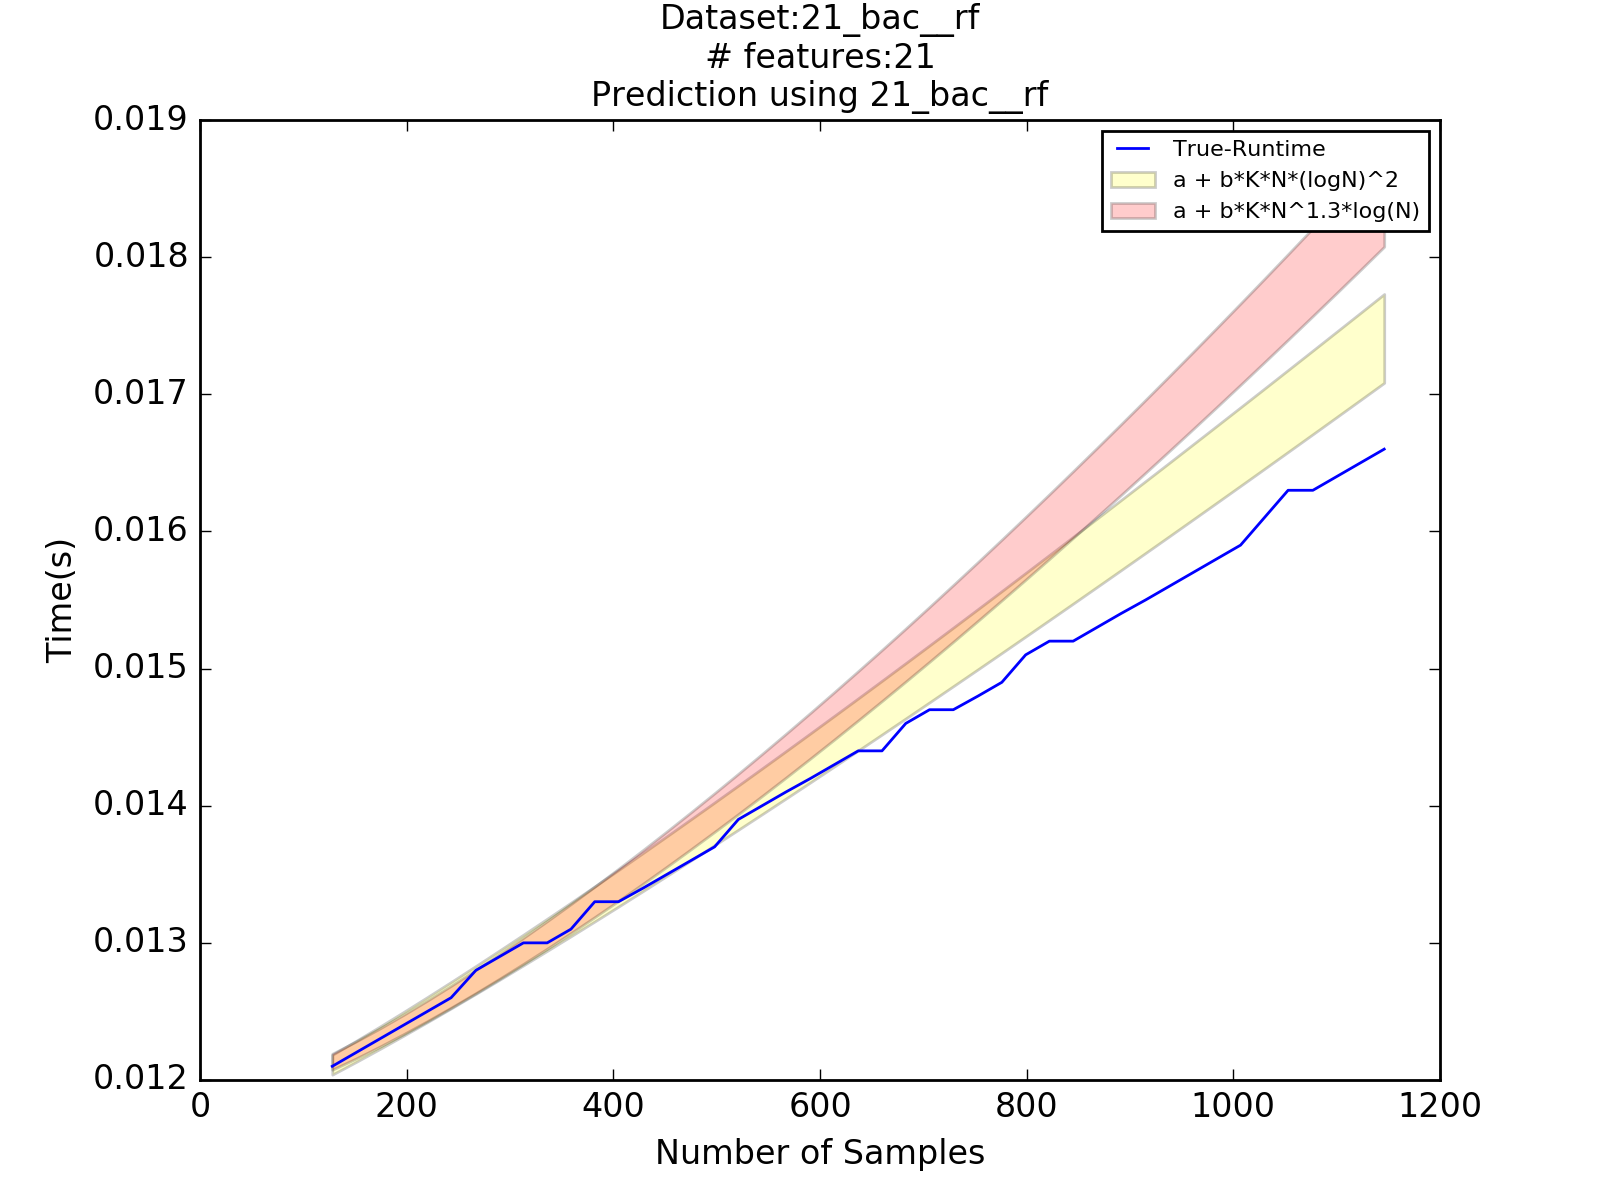 Dataset:21_bac__rf
# features:21
Prediction using 21_bac__rf
0.019
0.018
0.017
0.016
0.015
0.014
0.013
0.012
Time(s)
True-Runtime
a + b*K*N*(logN)^2
a + b*K*N^1.3*log(N)
0 200 400 600 800 1000 1200
Number of Samples